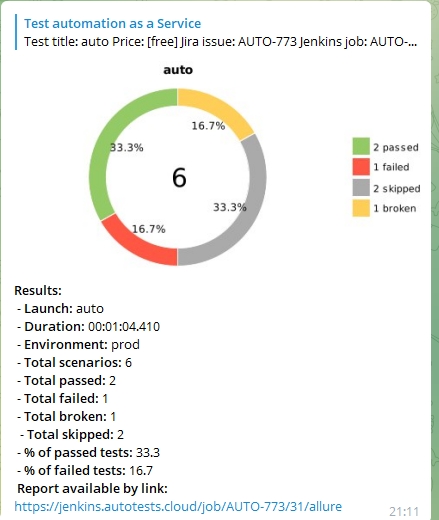 Test automation as a Service
Test title: auto Price: [free] Jira issue: AUTO-773 Jenkins job: AUTO-...
auto
16.7%
33.3%
6
33.3%
16.7%
2 passed
1 failed
2 skipped
1 broken
Results:
- Launch: auto
- Duration: 00:01:04.410
- Environment: prod
- Total scenarios: 6
- Total passed: 2
- Total failed: 1
- Total broken: 1
- Total skipped: 2
- % of passed tests: 33.3
- % of failed tests: 16.7
Report available by link:
https://jenkins.autotests.cloud/job/AUTO-773/31/allure
21:11